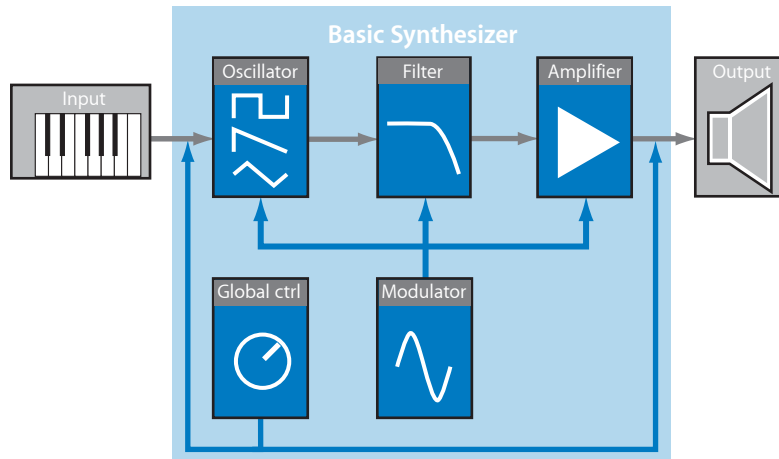 Basic Synthesizer
Input
Oscillator
Filter
Amplifier
Output
Global ctrl
Modulator